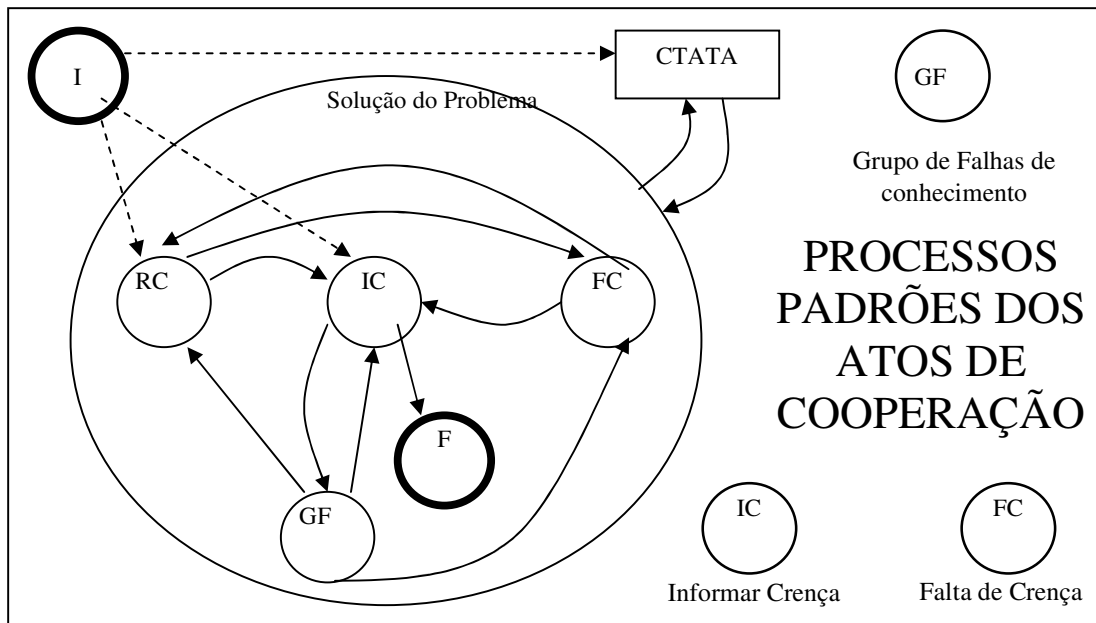 I
CTATA
GF
Solução do Problema
Grupo de Falhas de
conhecimento
PROCESSOS
PADRÕES DOS
ATOS DE
COOPERAÇÃO
RC
IC
FC
F
GF
IC
FC
Informar Crença
Falta de Crença